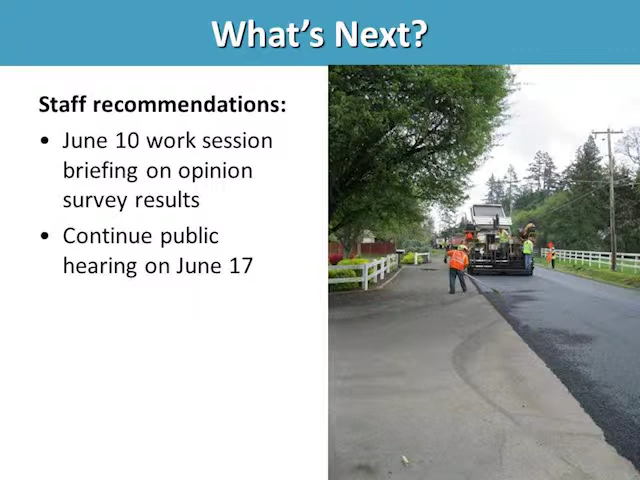 What's Next?
Staff recommendations:
• June 10 work session
briefing on opinion
survey results
• Continue public
hearing on June 17